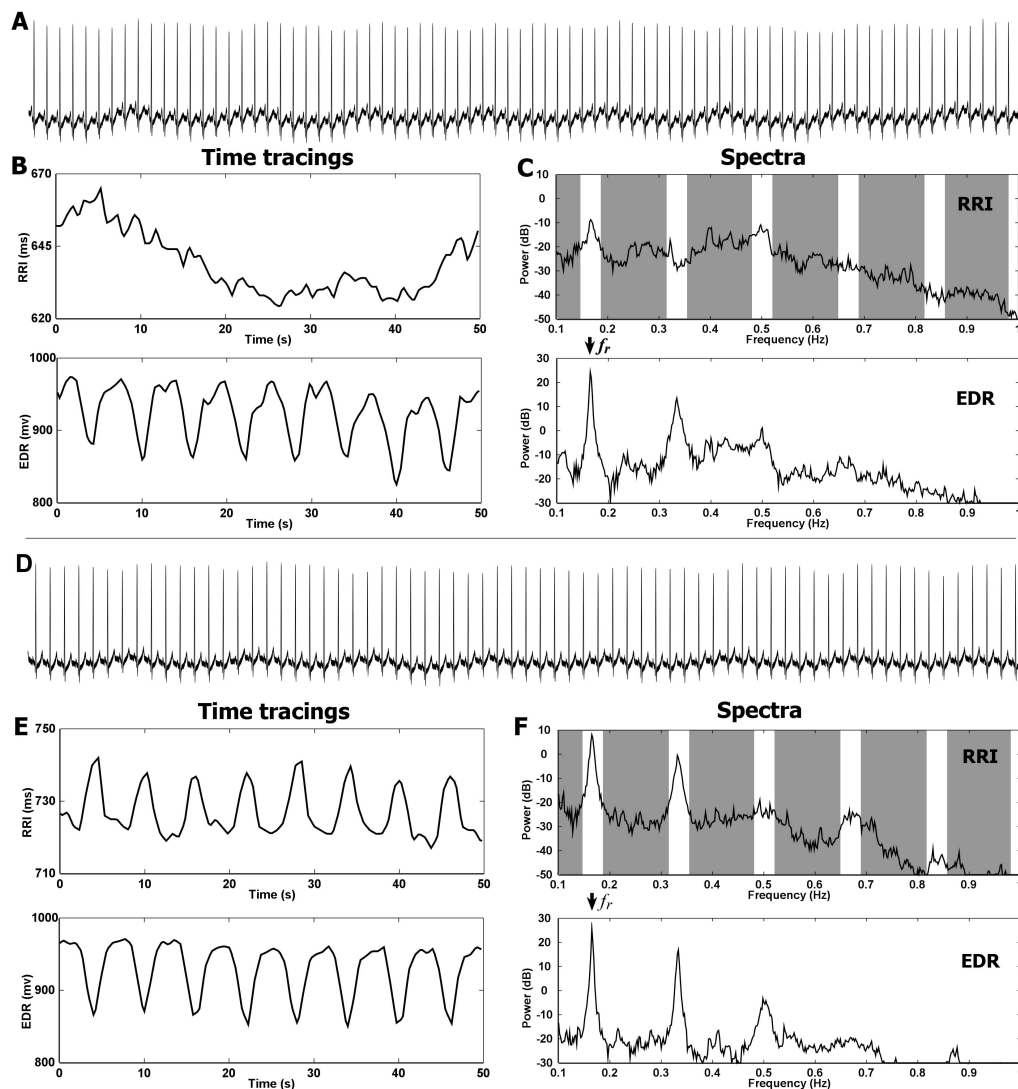 A
Time tracings
Spectra
B
670
645
620
RRI (ms)
0 10 20 30 40 50
Time (s)
1000
900
800
EDR (mv)
0 10 20 30 40 50
Time (s)
C
10
0
-10
-20
-30
-40
-50
Power (dB)
RRI
0.1 0.2 0.3 0.4 0.5 0.6 0.7 0.8 0.9 1
Frequency (Hz)
fr
30
20
10
0
-10
-20
-30
Power (dB)
EDR
0.1 0.2 0.3 0.4 0.5 0.6 0.7 0.8 0.9 1
Frequency (Hz)
D
Time tracings
Spectra
E
750
730
710
RRI (ms)
0 10 20 30 40 50
Time (s)
1000
900
800
EDR (mv)
0 10 20 30 40 50
Time (s)
F
10
0
-10
-20
-30
-40
-50
Power (dB)
RRI
0.1 0.2 0.3 0.4 0.5 0.6 0.7 0.8 0.9 1
Frequency (Hz)
fr
30
20
10
0
-10
-20
-30
Power (dB)
EDR
0.1 0.2 0.3 0.4 0.5 0.6 0.7 0.8 0.9 1
Frequency (Hz)